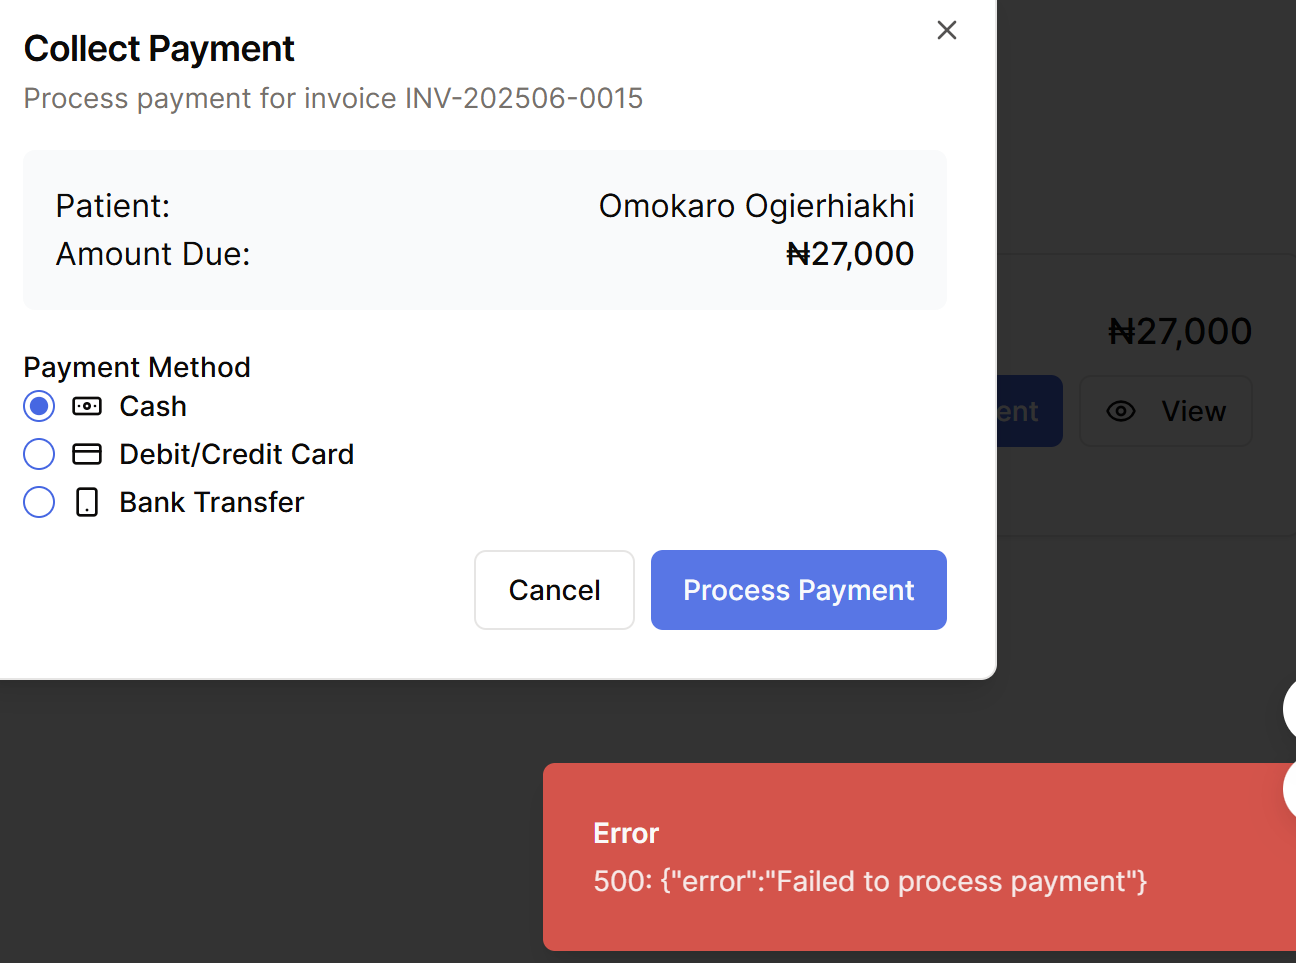 Collect Payment
Process payment for invoice INV-202506-0015
Patient: Omokaro Ogierhiakhi
Amount Due: ₦27,000
₦27,000
Payment Method
Cash
ent
View
Debit/Credit Card
Bank Transfer
Cancel Process Payment
Error
500: {"error":"Failed to process payment"}